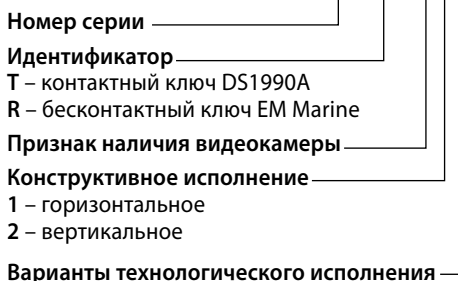 Номер серии
Идентификатор
T – контактный ключ DS1990A
R – бесконтактный ключ EM Marine
Признак наличия видеокамеры
Конструктивное исполнение
1 – горизонтальное
2 – вертикальное
Варианты технологического исполнения